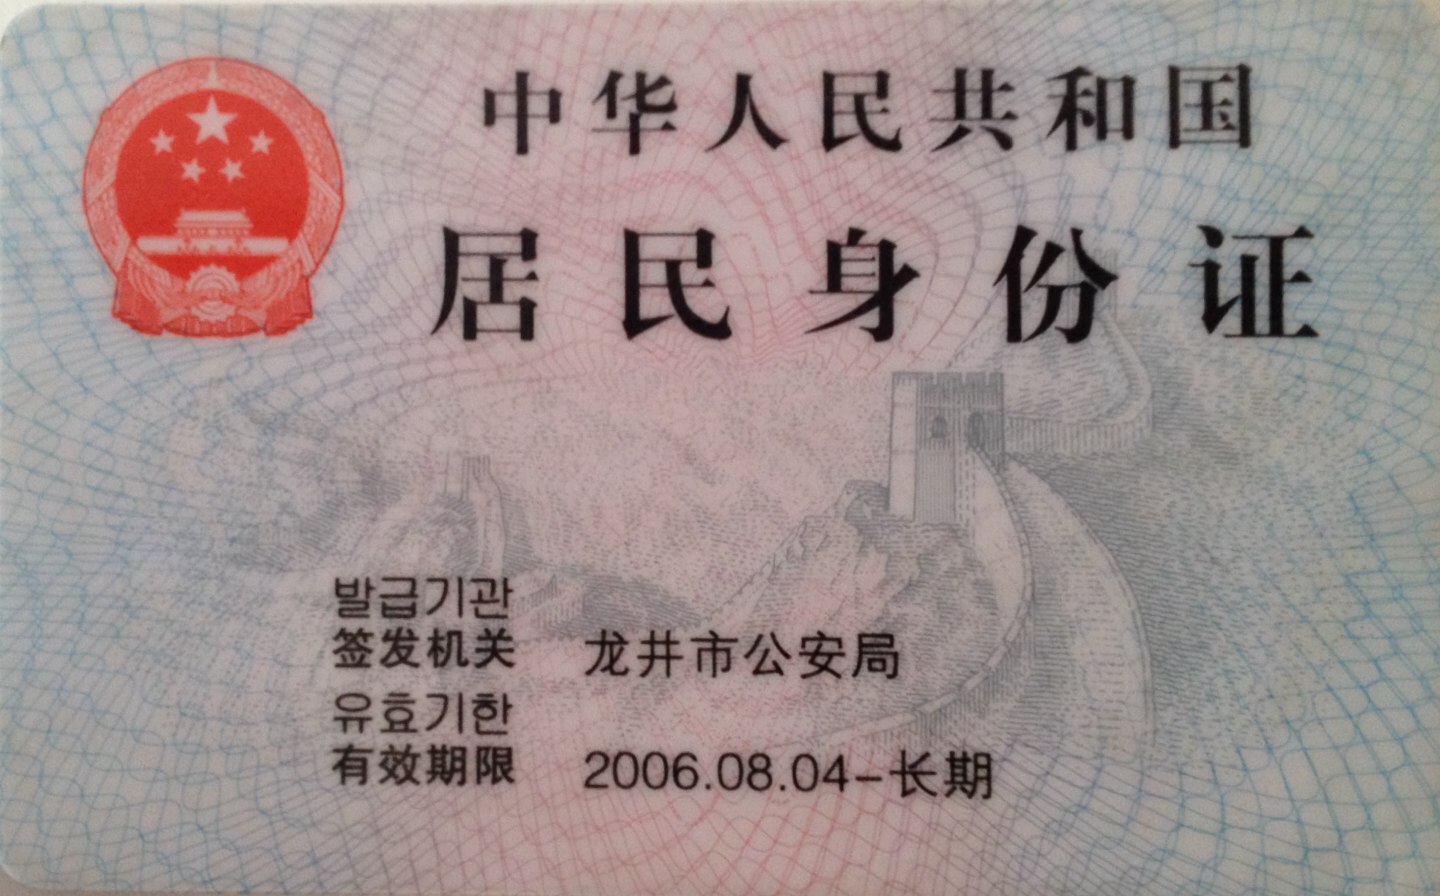 中华人民共和国
居民身份证
발급기관
签发机关 龙井市公安局
유효기한
有效期限 2006.08.04-长期